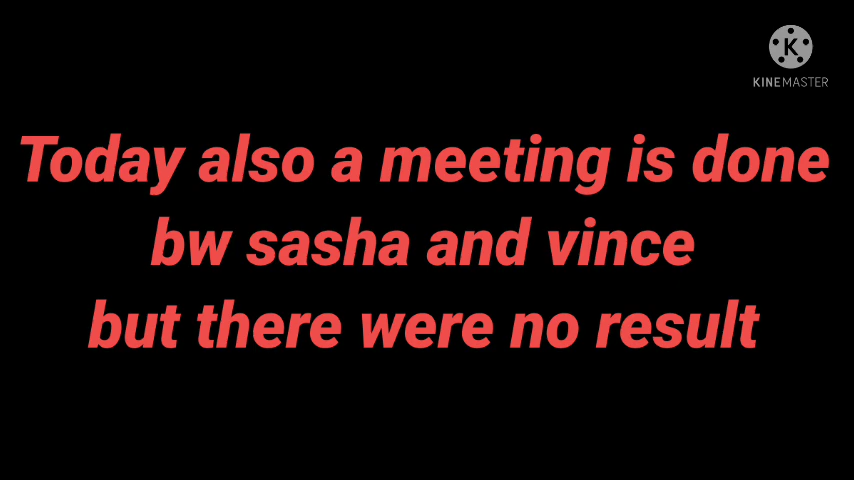 KINEMASTER
Today also a meeting is done
bw sasha and vince
but there were no result